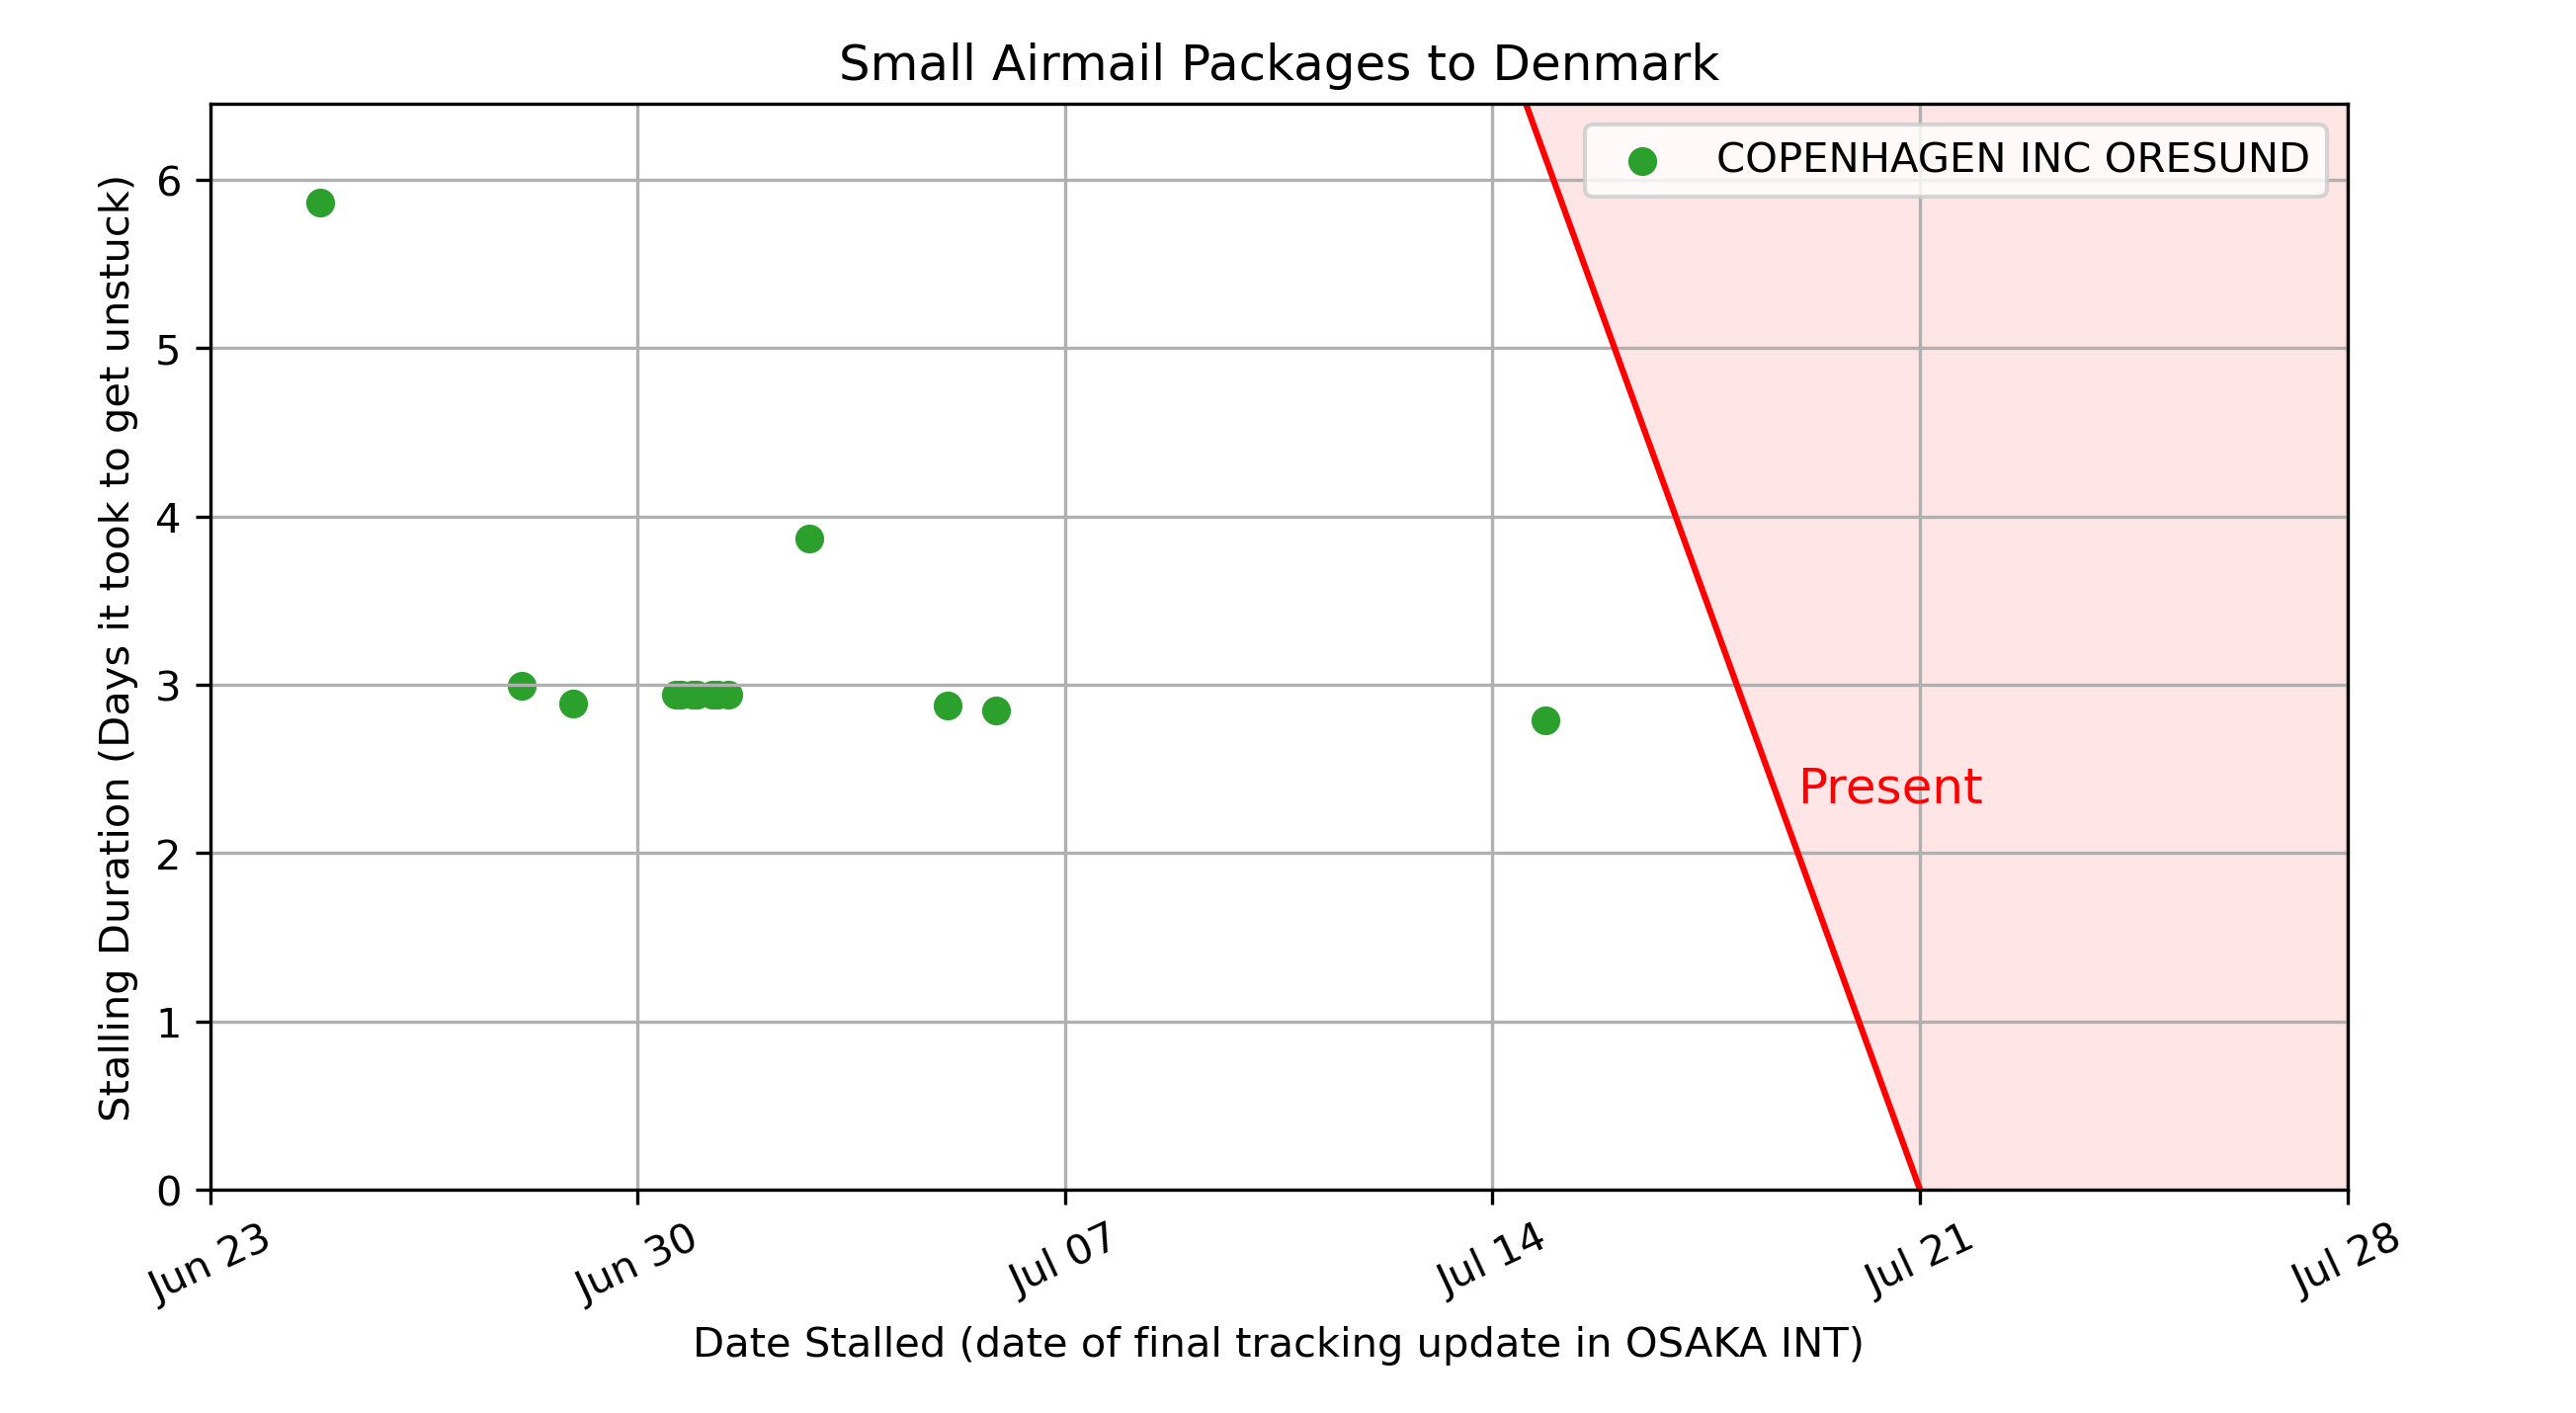 Small Airmail Packages to Denmark
COPENHAGEN INC ORESUND
Stalling Duration (Days it took to get unstuck)
6
5
4
3
2
1
0
Present
Jun 23
Jun 30
Jul 07
Jul 14
Jul 21
Jul 28
Date Stalled (date of final tracking update in OSAKA INT)